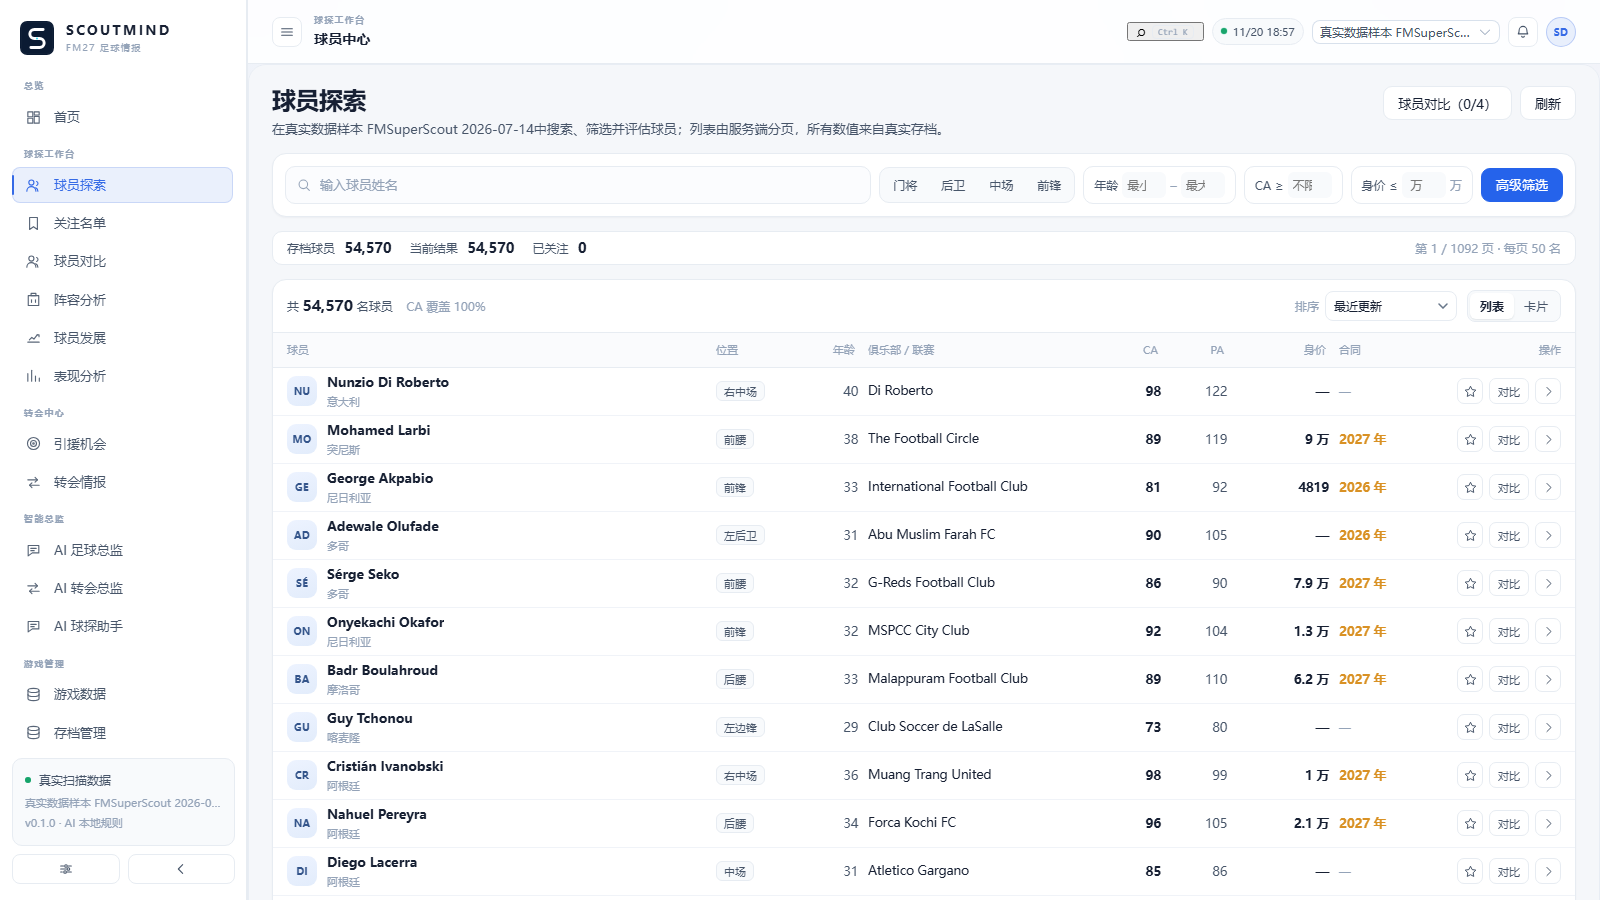 SCOUTMIND
FM27 足球情报
总览
首页
球探工作台
球员探索
关注名单
球员对比
阵容分析
球员发展
表现分析
转会中心
引援机会
转会情报
智能总监
AI 足球总监
AI 转会总监
AI 球探助手
游戏管理
游戏数据
存档管理
真实扫描数据
真实数据样本 FMSuperScout 2026-0...
v0.1.0 · AI 本地规则
球探工作台
球员中心
Ctrl K
11/20 18:57
真实数据样本 FMSuperSc...
SD
球员探索
在真实数据样本 FMSuperScout 2026-07-14中搜索、筛选并评估球员；列表由服务端分页，所有数值来自真实存档。
球员对比（0/4）
刷新
输入球员姓名
门将 后卫 中场 前锋
年龄 最小 – 最大
CA ≥ 不限
身价 ≤ 万 万
高级筛选
存档球员 54,570 当前结果 54,570 已关注 0
第 1 / 1092 页 · 每页 50 名
共 54,570 名球员 CA 覆盖 100%
排序 最近更新
列表 卡片
球员 位置 年龄 俱乐部 / 联赛 CA PA 身价 合同 操作
NU Nunzio Di Roberto 意大利 右中场 40 Di Roberto 98 122 — — 对比
MO Mohamed Larbi 突尼斯 前腰 38 The Football Circle 89 119 9 万 2027 年 对比
GE George Akpabio 尼日利亚 前锋 33 International Football Club 81 92 4819 2026 年 对比
AD Adewale Olufade 多哥 左后卫 31 Abu Muslim Farah FC 90 105 — 2026 年 对比
SÉ Sérge Seko 多哥 前腰 32 G-Reds Football Club 86 90 7.9 万 2027 年 对比
ON Onyekachi Okafor 尼日利亚 前锋 32 MSPCC City Club 92 104 1.3 万 2027 年 对比
BA Badr Boulahroud 摩洛哥 后腰 33 Malappuram Football Club 89 110 6.2 万 2027 年 对比
GU Guy Tchonou 喀麦隆 左边锋 29 Club Soccer de LaSalle 73 80 — — 对比
CR Cristián Ivanobski 阿根廷 右中场 36 Muang Trang United 98 99 1 万 2027 年 对比
NA Nahuel Pereyra 阿根廷 后腰 34 Forca Kochi FC 96 105 2.1 万 2027 年 对比
DI Diego Lacerra 阿根廷 中场 31 Atletico Gargano 85 86 — — 对比